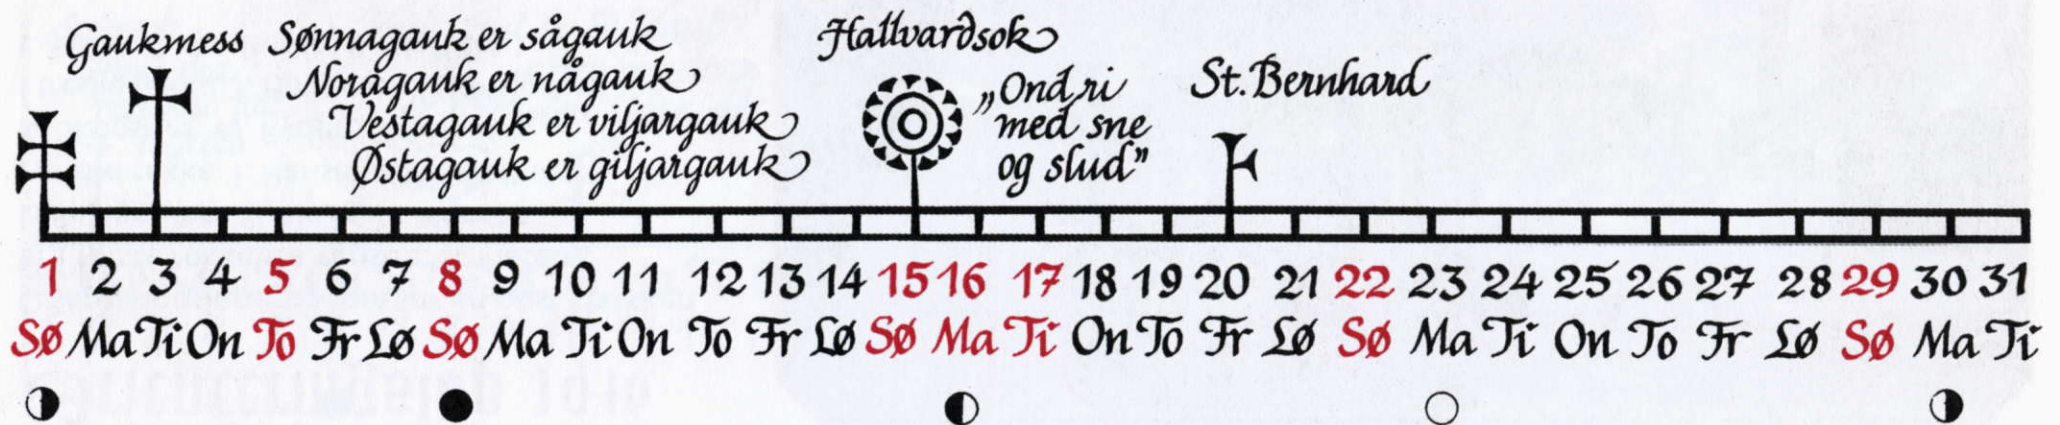 Gaukmess
Sønnagauk er sågauk
Noragauk er någauk
Vestagauk er viljargauk
Østagauk er giljargauk
Hallvardsok
„Ond ri
med sne
og slud”
St. Bernhard
1 2 3 4 5 6 7 8 9 10 11 12 13 14 15 16 17 18 19 20 21 22 23 24 25 26 27 28 29 30 31
Sø Ma Ti On To Fr Lø Sø Ma Ti On To Fr Lø Sø Ma Ti On To Fr Lø Sø Ma Ti On To Fr Lø Sø Ma Ti